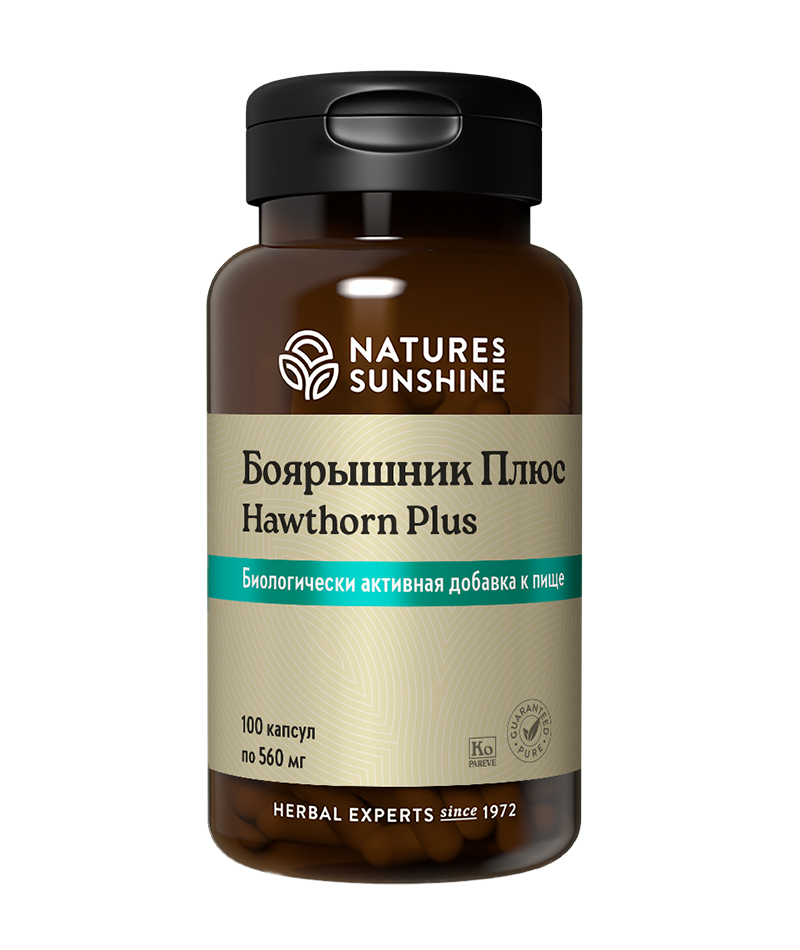 NATURES
SUNSHINE
Боярышник Плюс
Hawthorn Plus
Биологически активная добавка к пище
100 капсул
по 560 мг
Ko
PAREVE
GUARANTEED
• PURE •
HERBAL EXPERTS since 1972